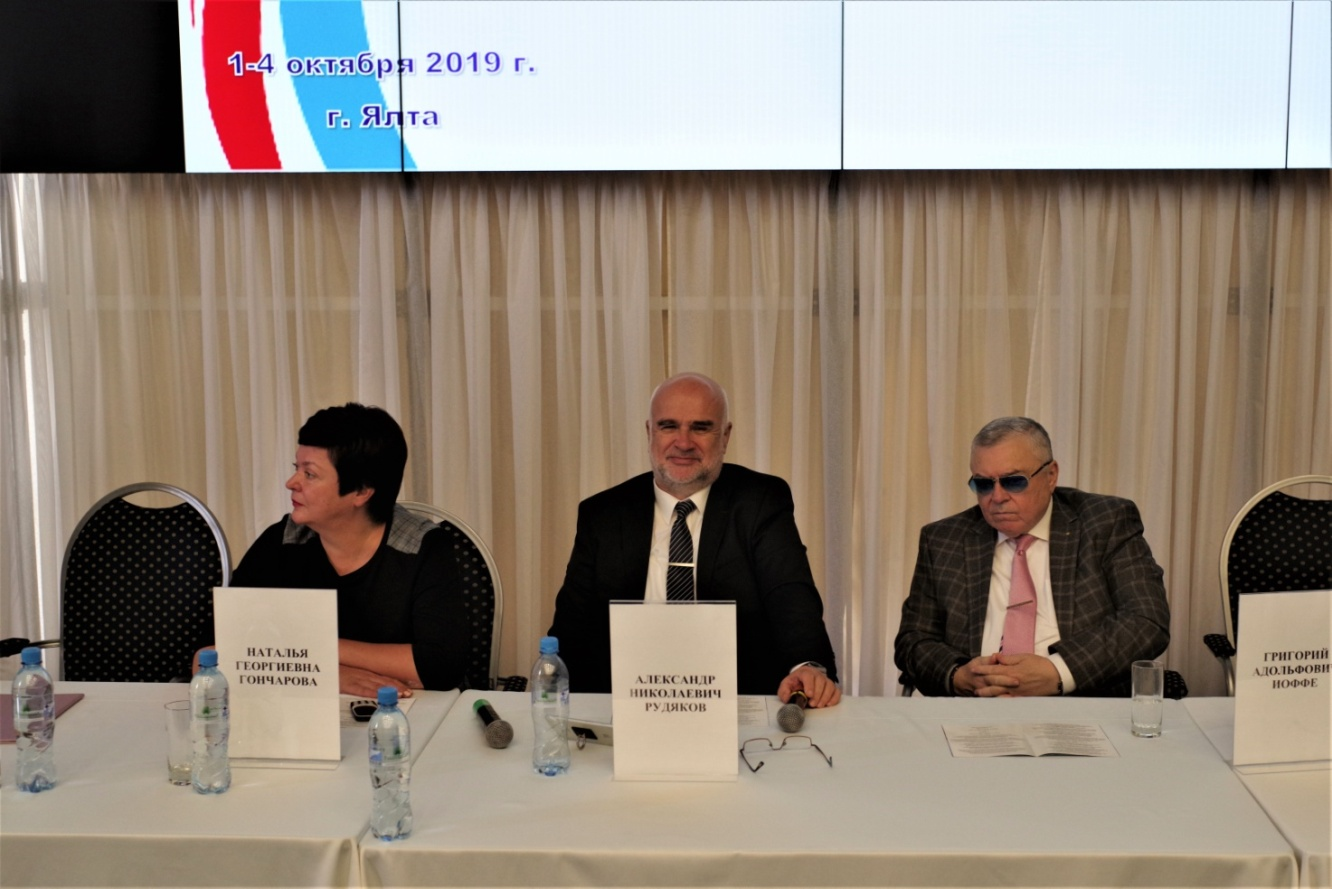 1-4 октября 2019 г.
г. Ялта
НАТАЛЬЯ
ГЕОРГИЕВНА
ГОНЧАРОВА
АЛЕКСАНДР
НИКОЛАЕВИЧ
РУДЯКОВ
ГРИГОРИЙ
АДОЛЬФОВИЧ
ИОФФЕ